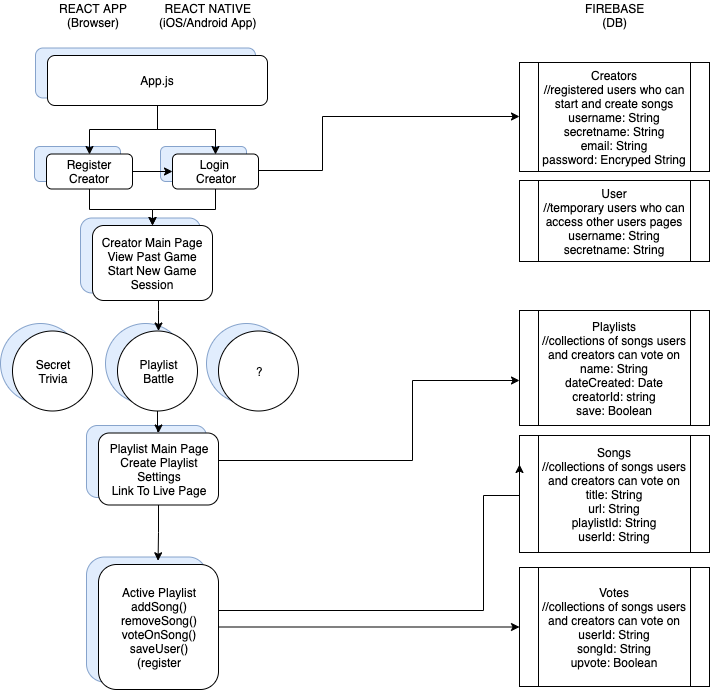 REACT APP
(Browser)
REACT NATIVE
(iOS/Android App)
FIREBASE
(DB)
App.js
Register
Creator
Login
Creator
Creator Main Page
View Past Game
Start New Game
Session
Secret
Trivia
Playlist
Battle
?
Playlist Main Page
Create Playlist
Settings
Link To Live Page
Active Playlist
addSong()
removeSong()
voteOnSong()
saveUser()
(register
Creators
//registered users who can
start and create songs
username: String
secretname: String
email: String
password: Encryped String
User
//temporary users who can
access other users pages
username: String
secretname: String
Playlists
//collections of songs users
and creators can vote on
name: String
dateCreated: Date
creatorId: string
save: Boolean
Songs
//collections of songs users
and creators can vote on
title: String
url: String
playlistId: String
userId: String
Votes
//collections of songs users
and creators can vote on
userId: String
songId: String
upvote: Boolean